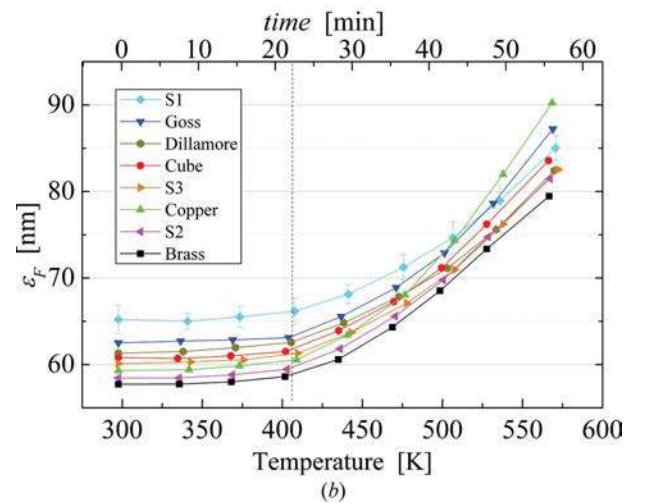 time [min]
0 10 20 30 40 50 60
90
80
70
60
εF [nm]
S1
Goss
Dillamore
Cube
S3
Copper
S2
Brass
300 350 400 450 500 550 600
Temperature [K]
(b)